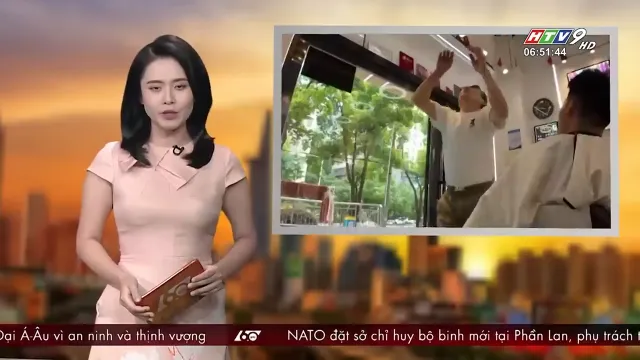 HTV9 HD
06:51:44
Đại Á-Âu vì an ninh và thịnh vượng
60
NATO đặt sở chỉ huy bộ binh mới tại Phần Lan, phụ trách